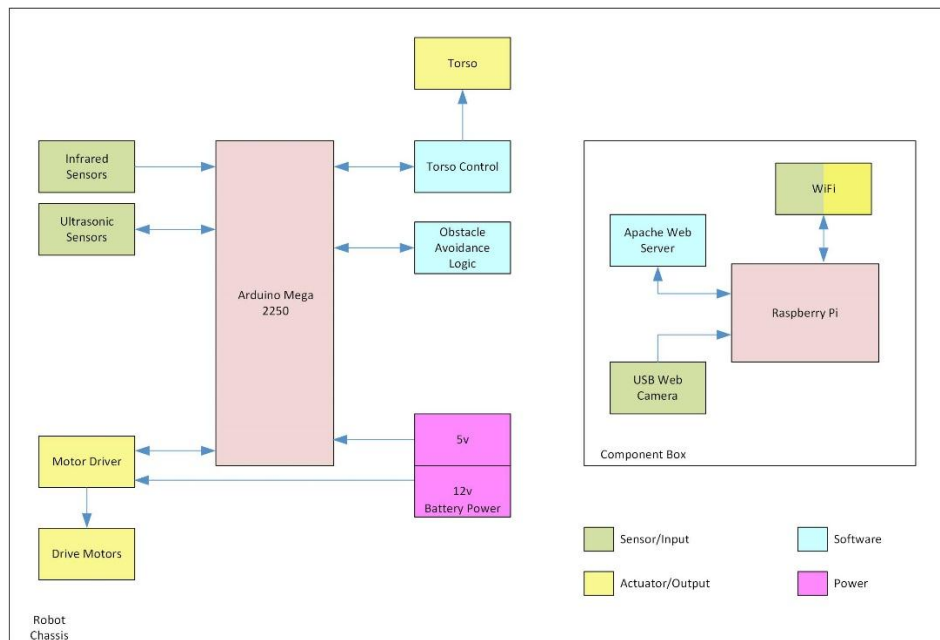 Torso
Infrared
Sensors
Torso Control
WiFi
Ultrasonic
Sensors
Obstacle
Avoidance
Logic
Apache Web
Server
Arduino Mega
2250
Raspberry Pi
USB Web
Camera
5v
Motor Driver
Component Box
12v
Battery Power
Sensor/Input
Software
Drive Motors
Actuator/Output
Power
Robot
Chassis